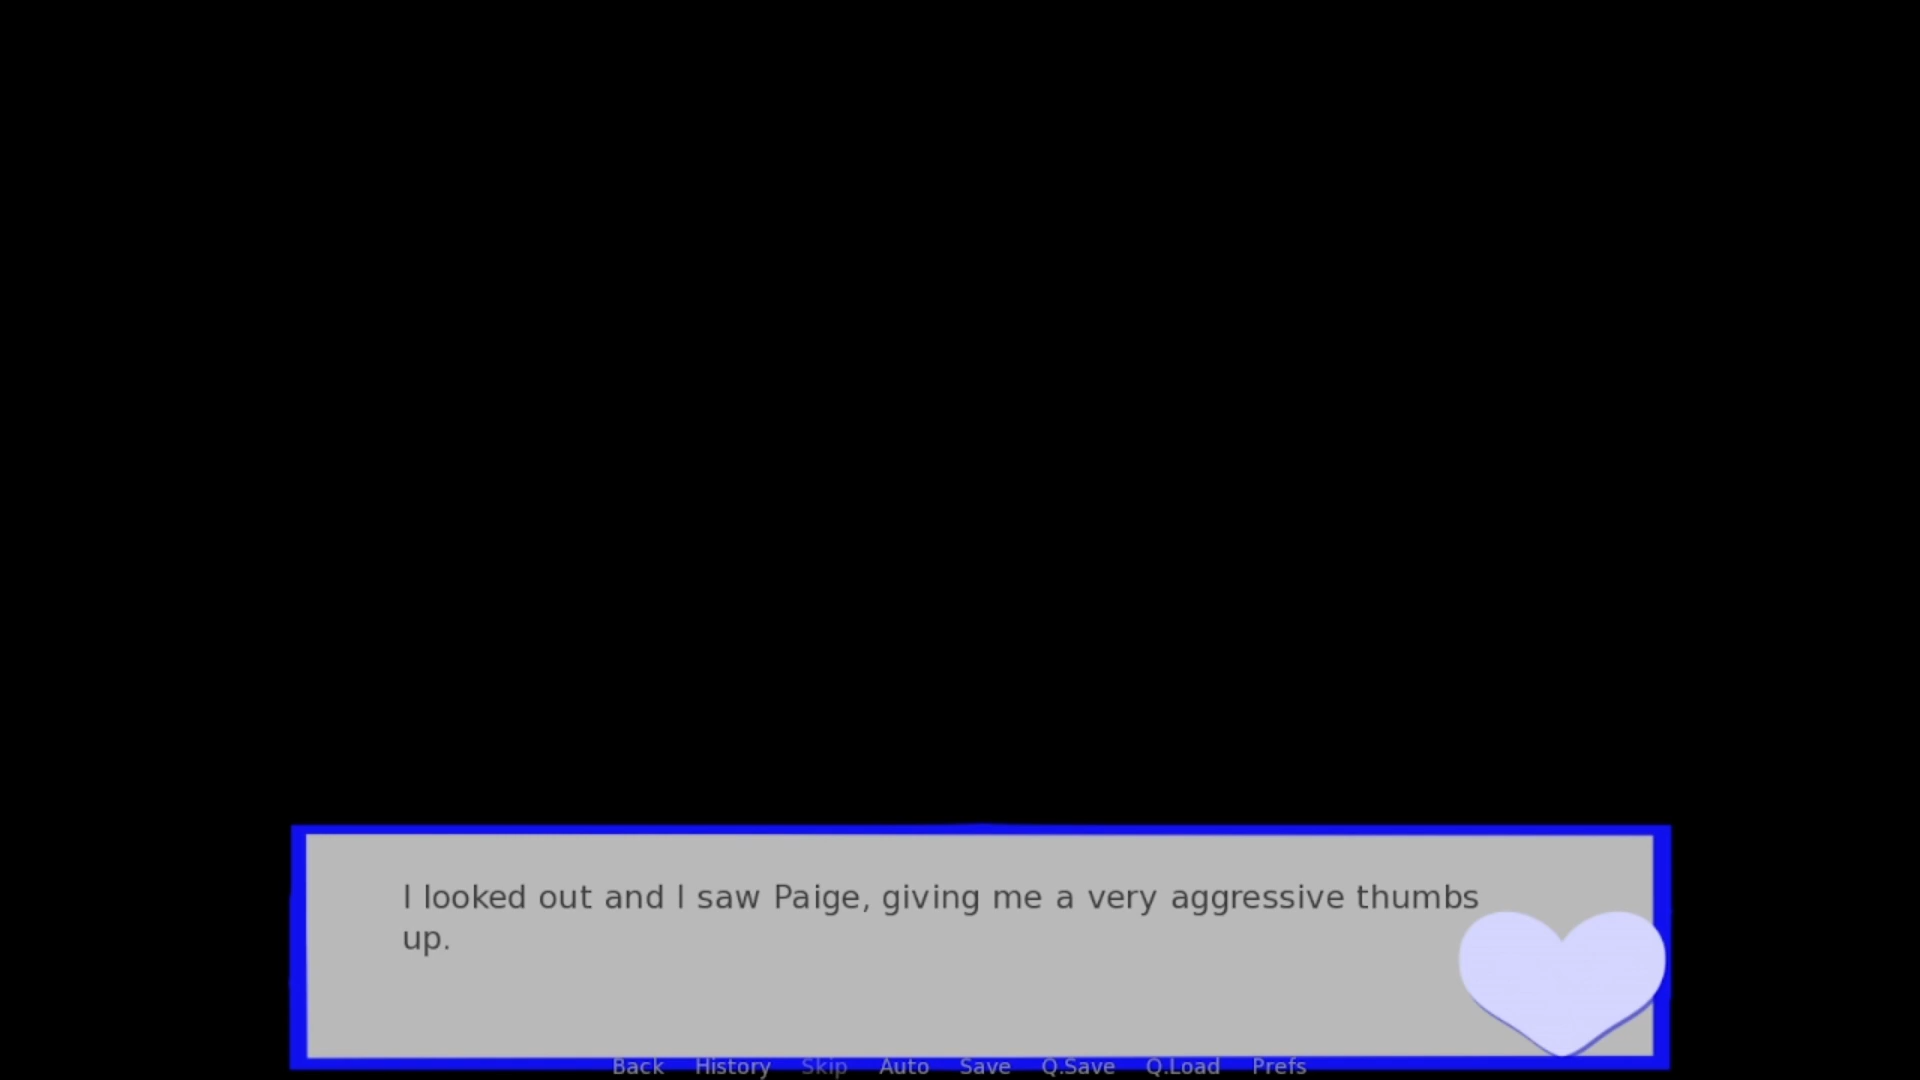 I looked out and I saw Paige, giving me a very aggressive thumbs
up.
Back History Skip Auto Save Q.Save Q.Load Prefs